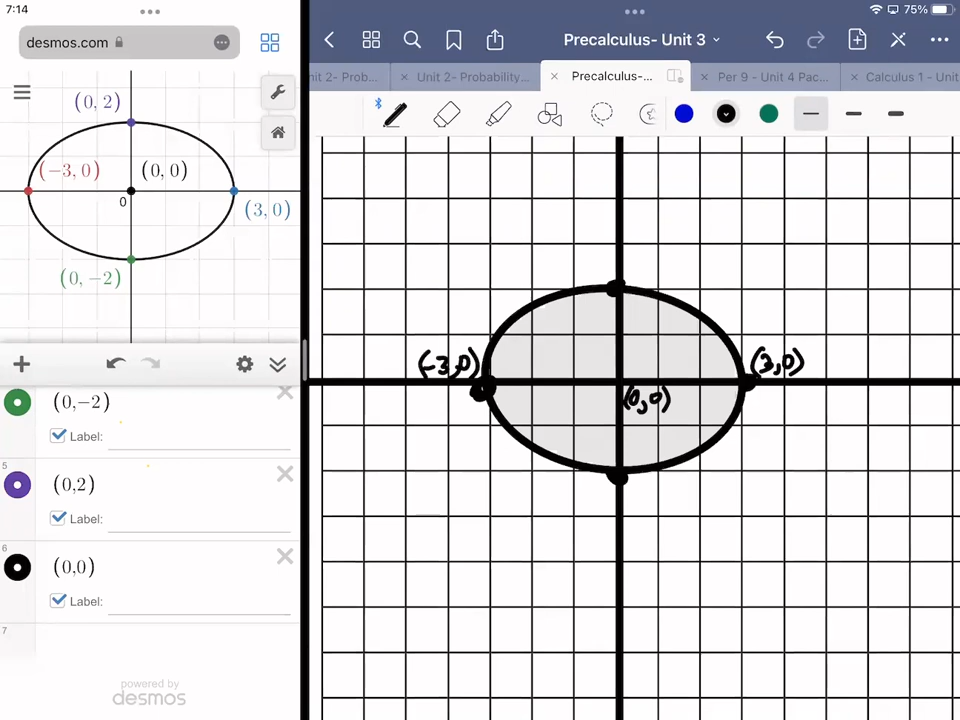 7:14
75%
desmos.com
Precalculus- Unit 3
nit 2- Prob...
Unit 2- Probability...
Precalculus-...
Per 9 - Unit 4 Pac...
Calculus 1 - Unit
(0, 2)
(−3, 0)
(0, 0)
0
(3, 0)
(0, −2)
(0,−2)
Label:
5
(0,2)
Label:
6
(0,0)
Label:
7
powered by
desmos
(-3,0)
(3,0)
(0,0)